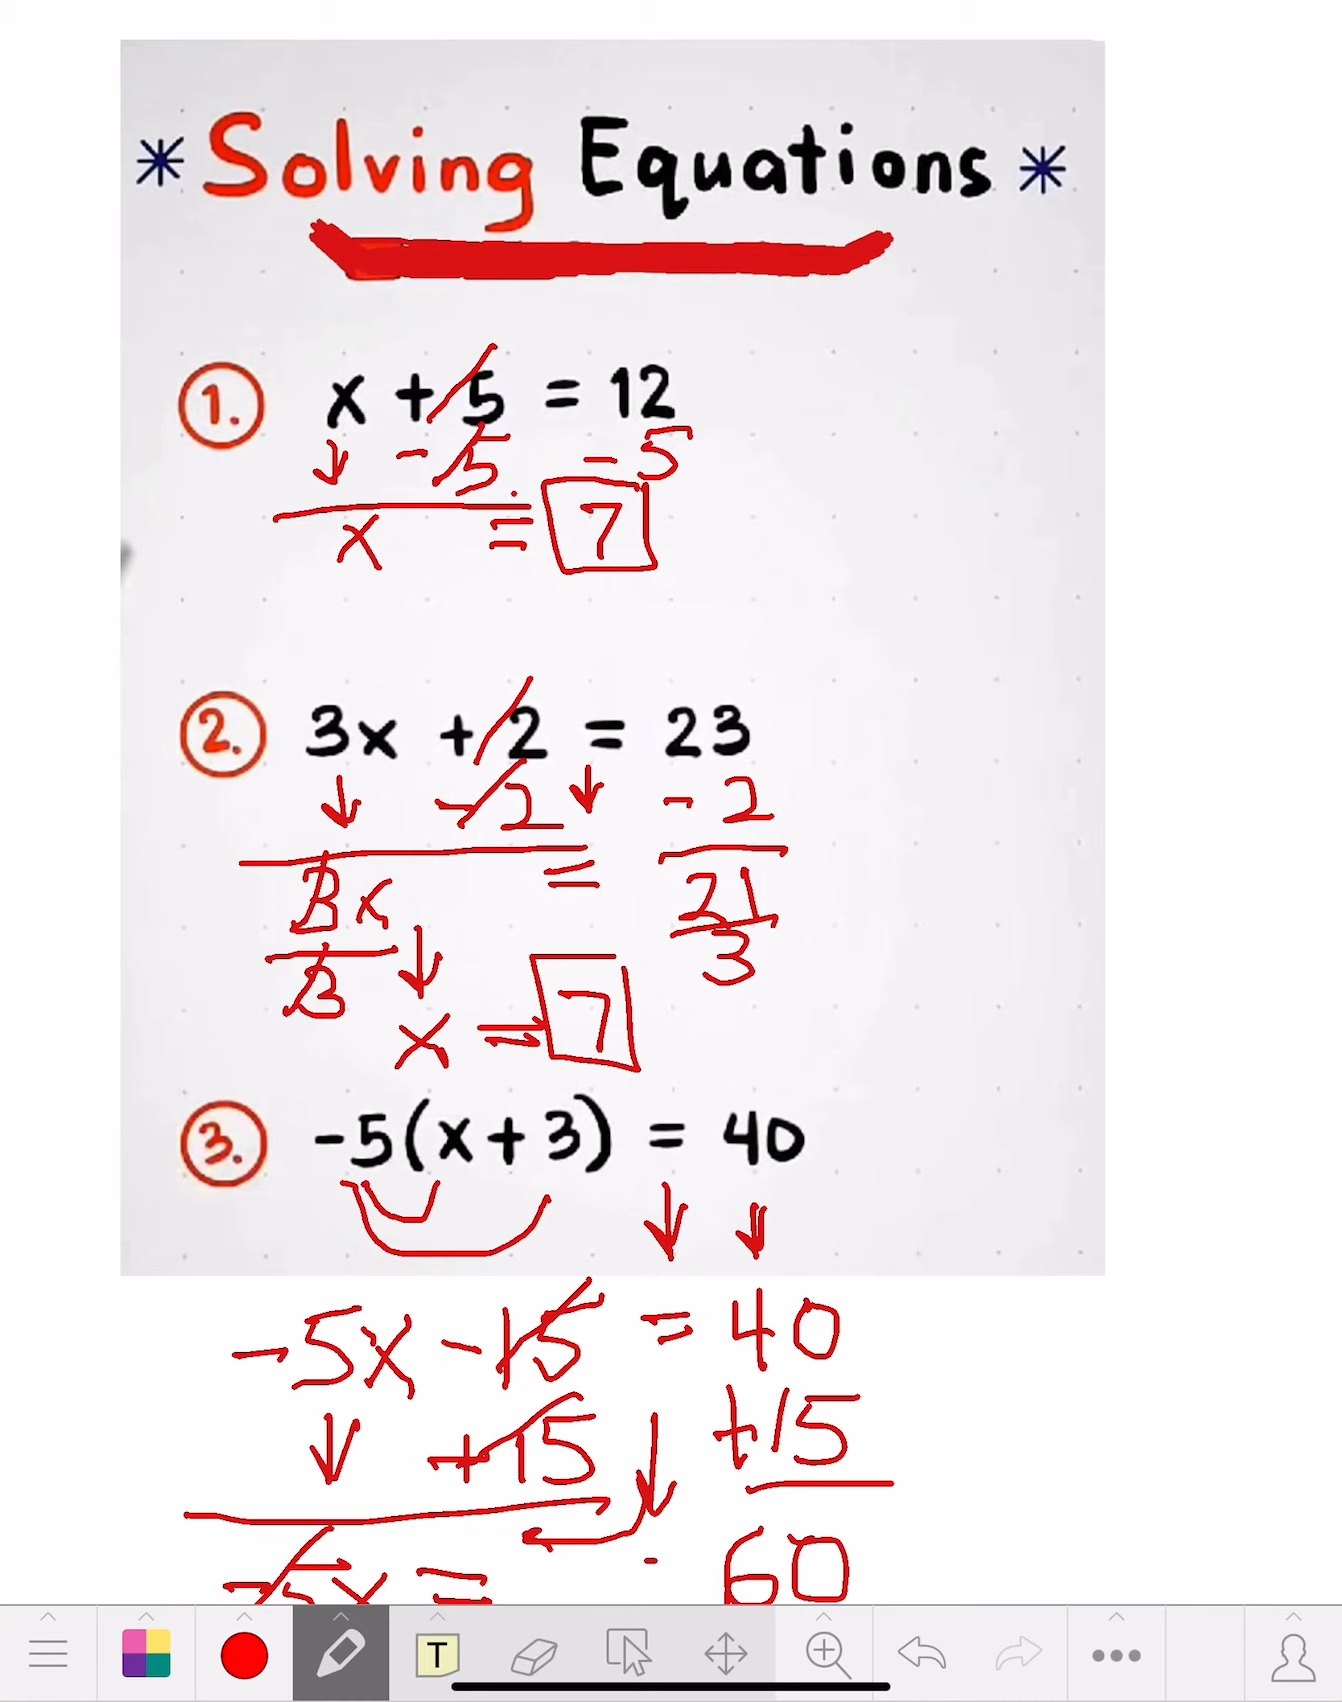 * Solving Equations *
1. x + 5 = 12
- 5 - 5
x = 7
2. 3x + 2 = 23
- 2 - 2
3x = 21
3 3
x = 7
3. -5(x+3) = 40
-5x -15 = 40
+15 +15
-5x = 60
T